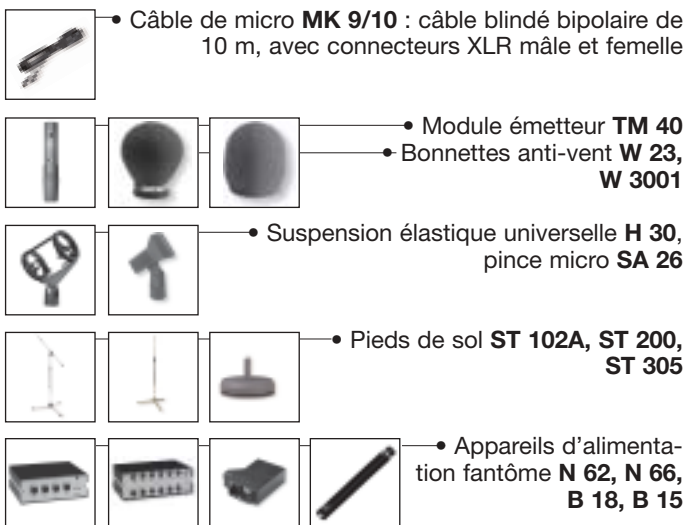 Câble de micro MK 9/10 : câble blindé bipolaire de
10 m, avec connecteurs XLR mâle et femelle
Module émetteur TM 40
Bonnettes anti-vent W 23,
W 3001
Suspension élastique universelle H 30,
pince micro SA 26
Pieds de sol ST 102A, ST 200,
ST 305
Appareils d’alimenta-
tion fantôme N 62, N 66,
B 18, B 15